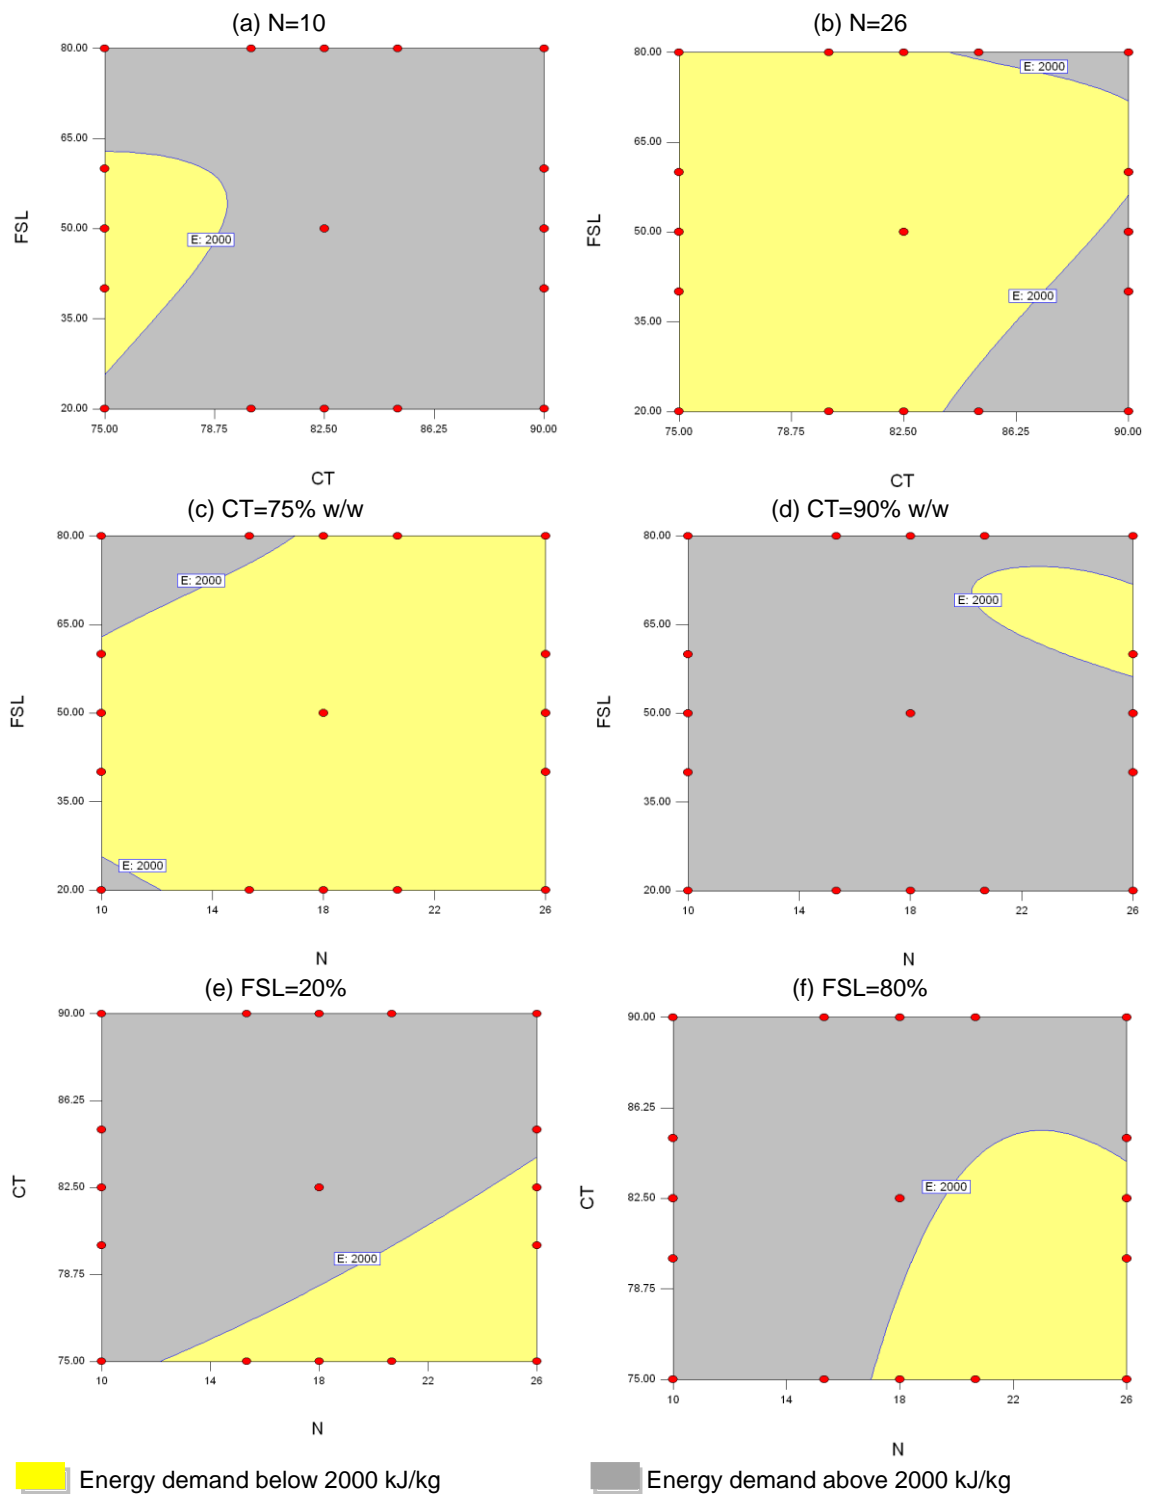 (a) N=10
(b) N=26
80.00
65.00
50.00
35.00
20.00
FSL
E: 2000
75.00 78.75 82.50 86.25 90.00
CT
80.00
65.00
50.00
35.00
20.00
FSL
E: 2000
E: 2000
75.00 78.75 82.50 86.25 90.00
CT
(c) CT=75% w/w
(d) CT=90% w/w
80.00
65.00
50.00
35.00
20.00
FSL
E: 2000
E: 2000
10 14 18 22 26
N
80.00
65.00
50.00
35.00
20.00
FSL
E: 2000
10 14 18 22 26
N
(e) FSL=20%
(f) FSL=80%
90.00
86.25
82.50
78.75
75.00
CT
E: 2000
10 14 18 22 26
N
90.00
86.25
82.50
78.75
75.00
CT
E: 2000
10 14 18 22 26
N
Energy demand below 2000 kJ/kg
Energy demand above 2000 kJ/kg